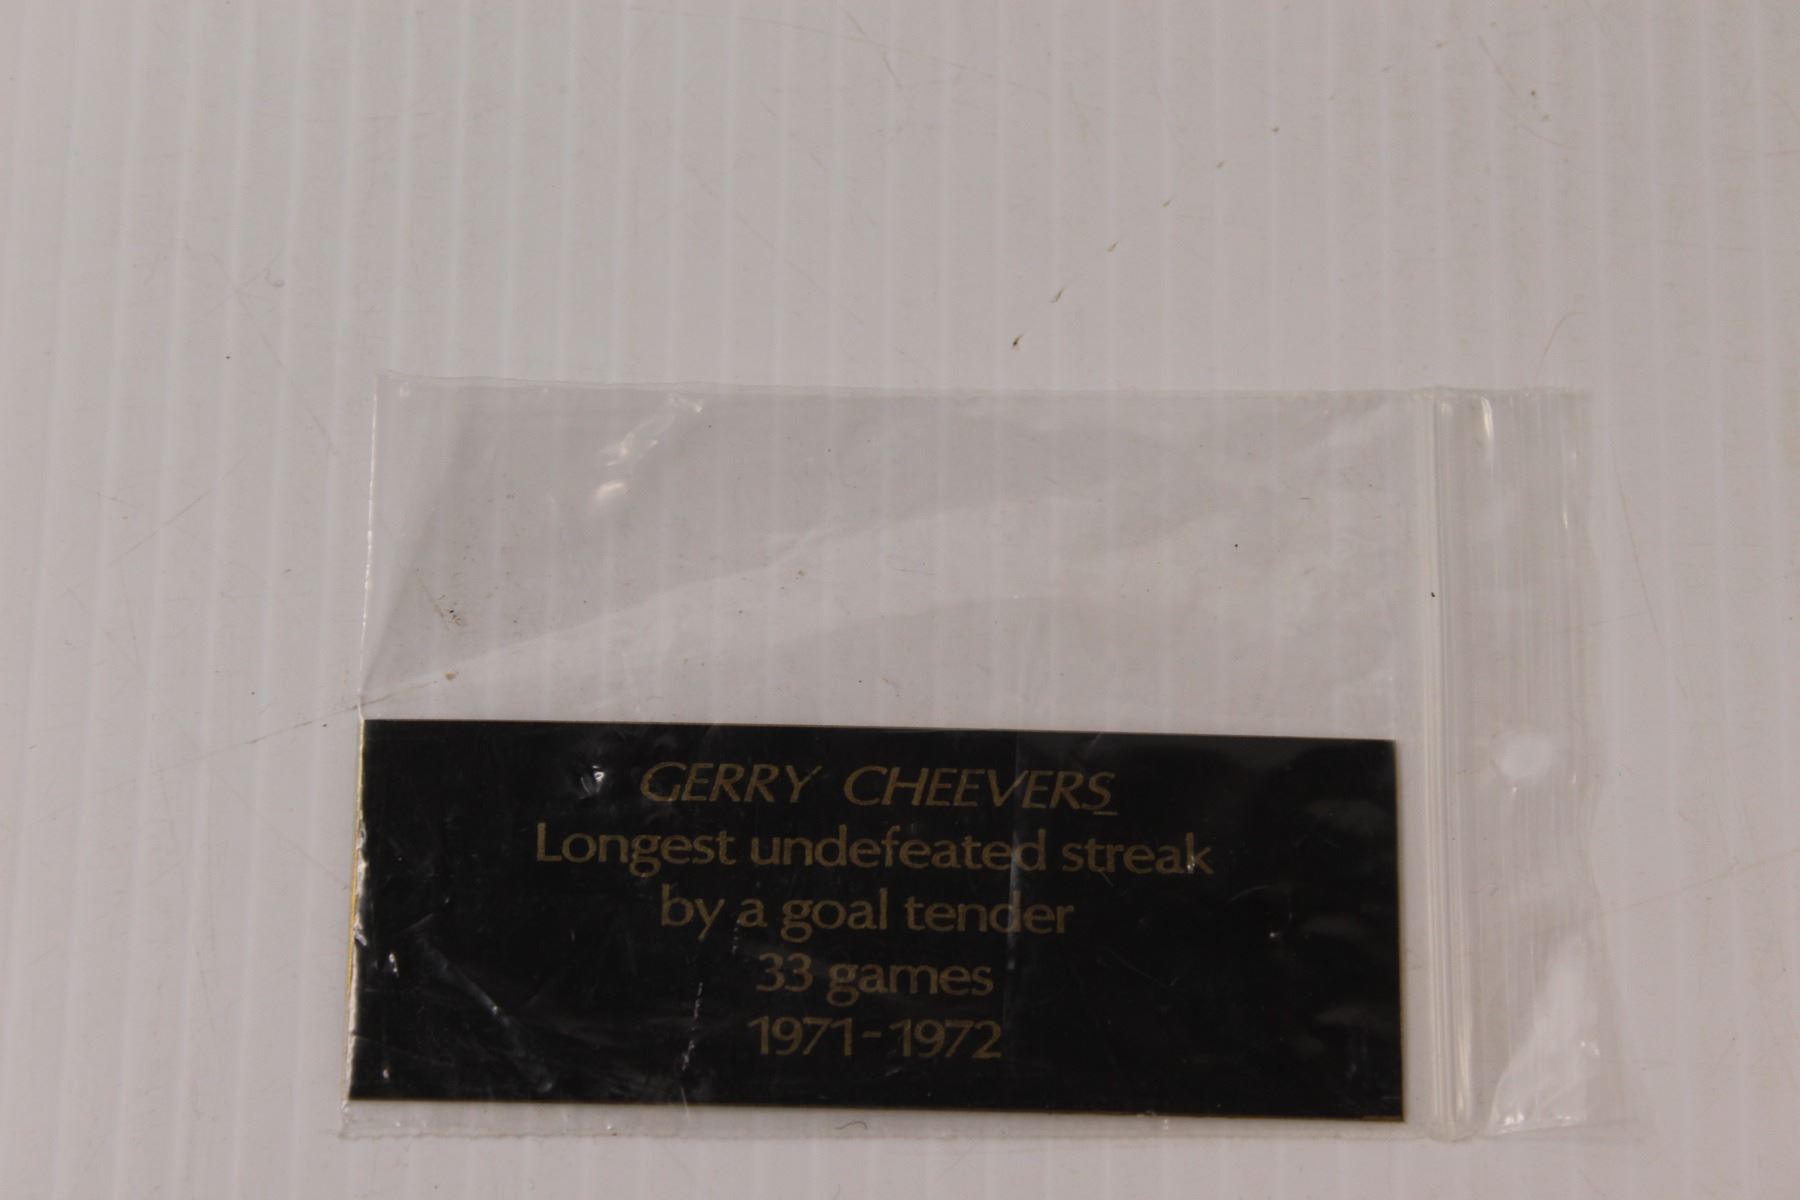 GERRY CHEEVERS
Longest undefeated streak
by a goal tender
33 games
1971-1972